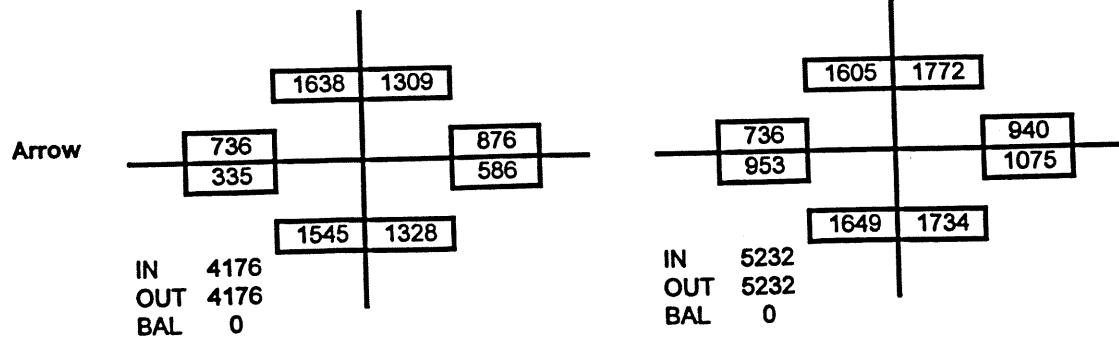 1638 1309
1605 1772
Arrow
736
335
876
586
736
953
940
1075
1545 1328
1649 1734
IN 4176
OUT 4176
BAL 0
IN 5232
OUT 5232
BAL 0